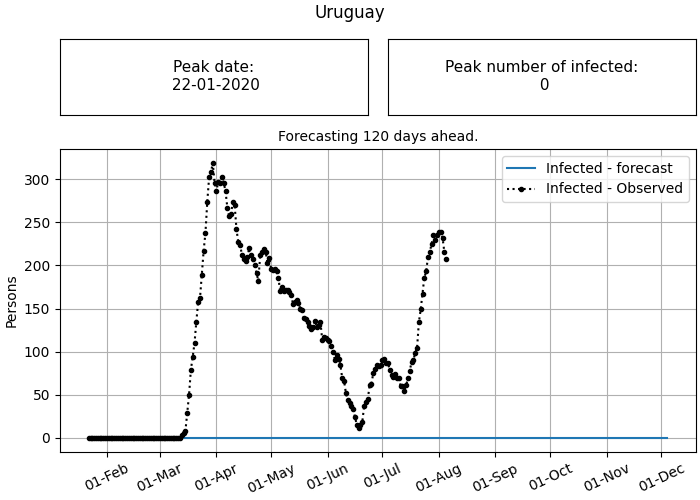 Uruguay
Peak date:
22-01-2020
Peak number of infected:
0
Forecasting 120 days ahead.
Infected - forecast
Infected - Observed
Persons
300
250
200
150
100
50
0
01-Feb
01-Mar
01-Apr
01-May
01-Jun
01-Jul
01-Aug
01-Sep
01-Oct
01-Nov
01-Dec